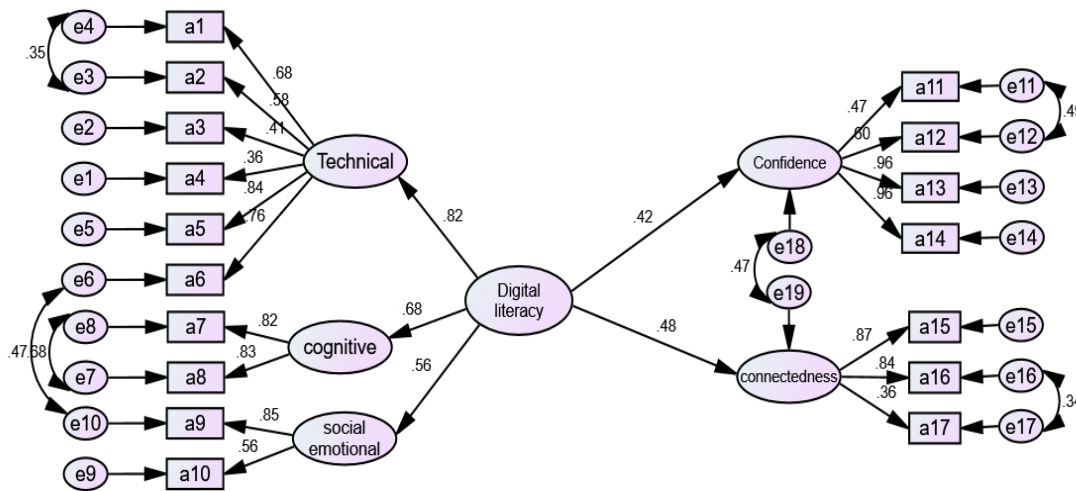 e4
a1
.35
.68
e3
a2
.58
e2
a3
.41
Technical
e1
a4
.36
.84
e5
a5
.76
e6
a6
.82
e8
a7
.82
.68
.47
.68
cognitive
e7
a8
.83
.56
e10
a9
.85
social
emotional
e9
a10
.56
Digital
literacy
.42
.48
Confidence
.47
a11
e11
.60
a12
e12
.96
a13
e13
.96
a14
e14
e18
.47
e19
connectedness
.87
a15
e15
.84
a16
e16
.36
a17
e17